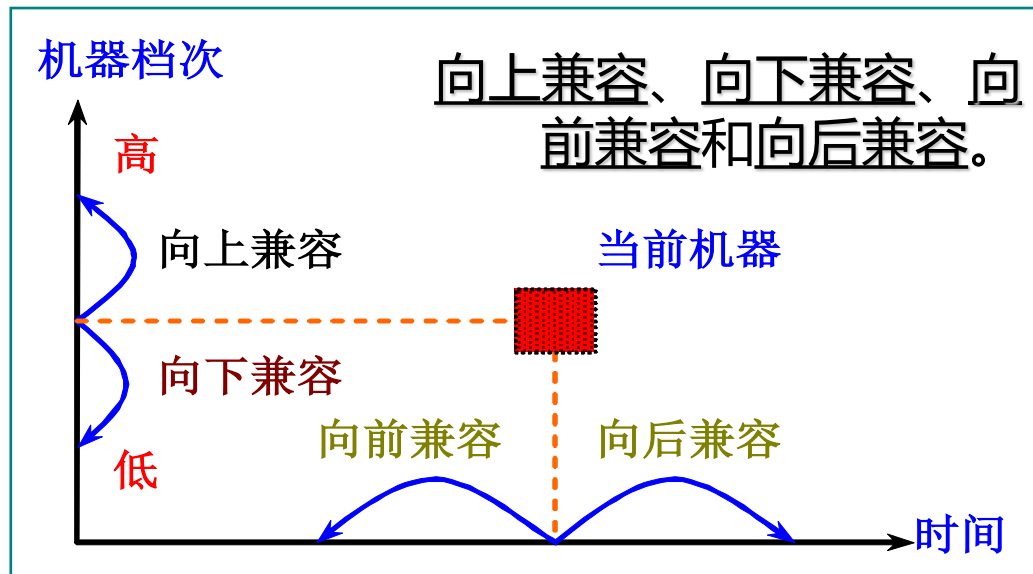 机器档次
向上兼容、向下兼容、向
前兼容和向后兼容。
高
向上兼容
当前机器
向下兼容
向前兼容
向后兼容
低
时间